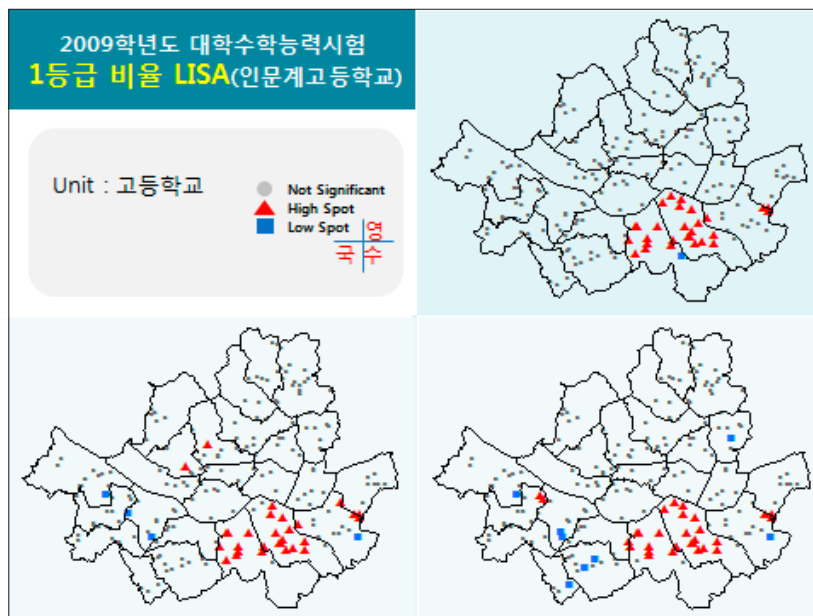 2009학년도 대학수학능력시험
1등급 비율 LISA(인문계고등학교)
Unit : 고등학교
Not Significant
High Spot
Low Spot
영
국 수